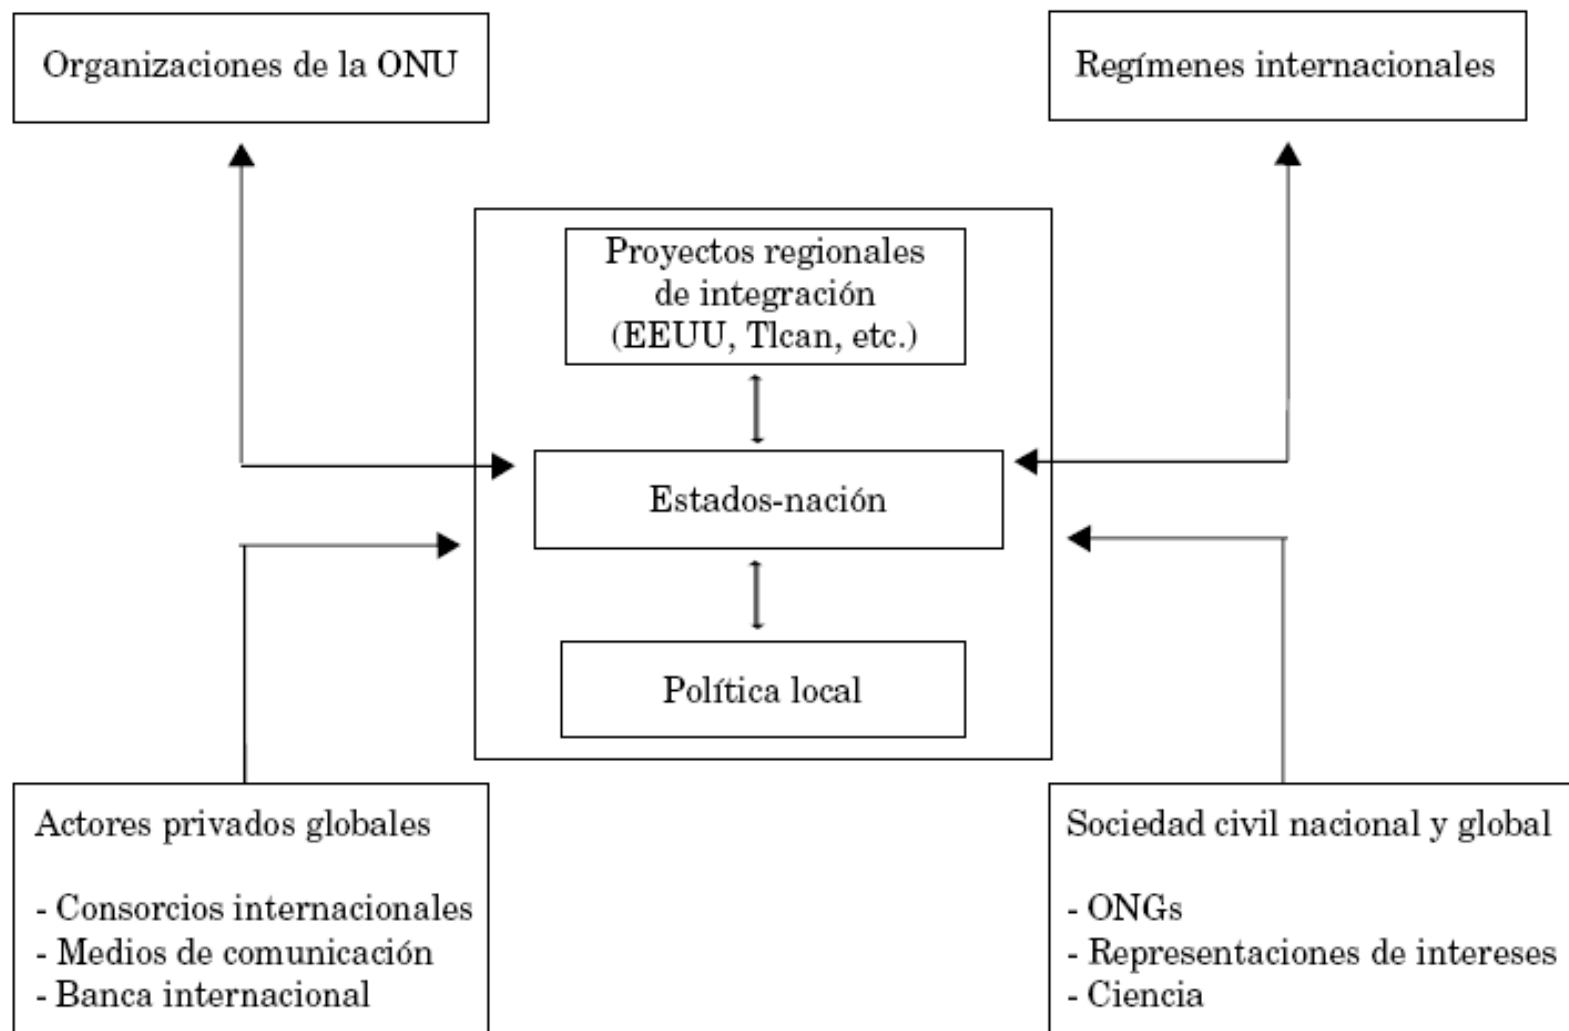 Organizaciones de la ONU
Regímenes internacionales
Proyectos regionales
de integración
(EEUU, Tlcan, etc.)
Estados-nación
Política local
Actores privados globales
- Consorcios internacionales
- Medios de comunicación
- Banca internacional
Sociedad civil nacional y global
- ONGs
- Representaciones de intereses
- Ciencia